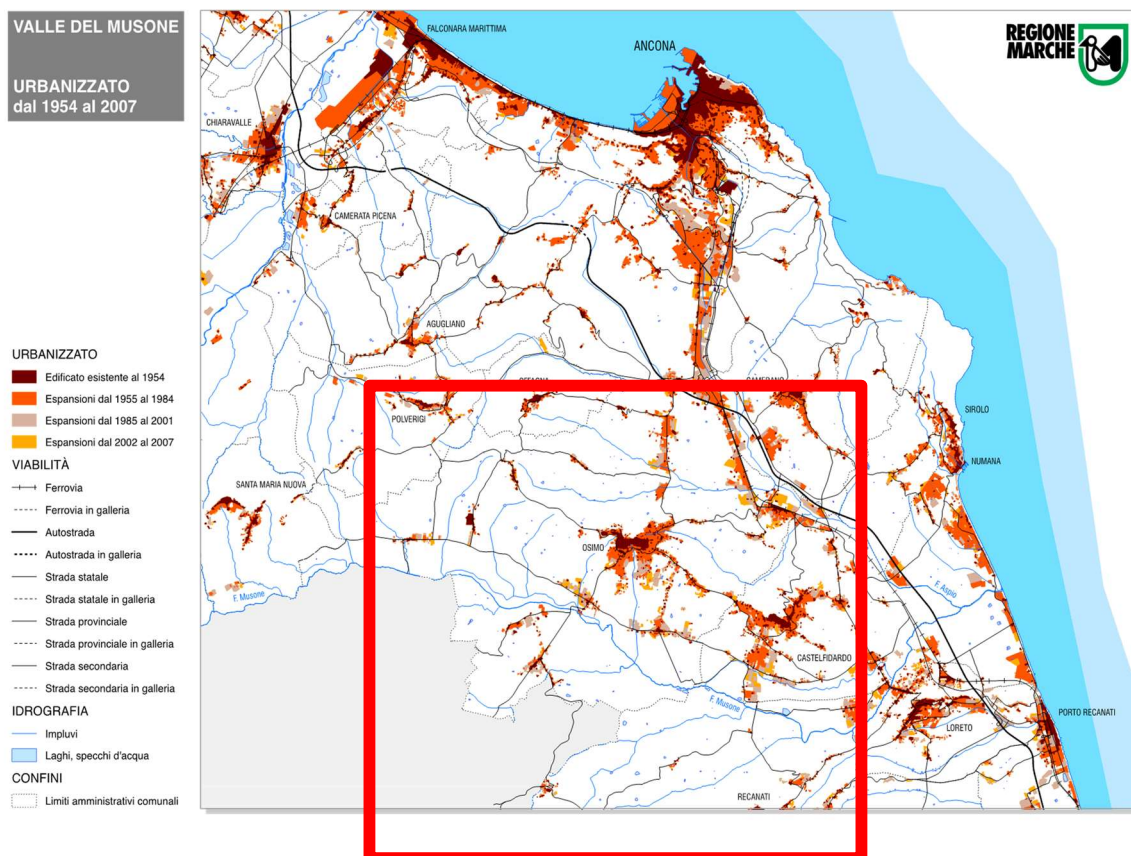 VALLE DEL MUSONE
URBANIZZATO
dal 1954 al 2007
REGIONE
MARCHE
FALCONARA MARITTIMA
ANCONA
CHIARAVALLE
CAMERATA PICENA
AGUGLIANO
POLVERIGI
SIROLO
NUMANA
SANTA MARIA NUOVA
OSIMO
F. Musone
F. Aspio
CASTELFIDARDO
F. Musone
LORETO
PORTO RECANATI
RECANATI
URBANIZZATO
Edificato esistente al 1954
Espansioni dal 1955 al 1984
Espansioni dal 1985 al 2001
Espansioni dal 2002 al 2007
VIABILITÀ
Ferrovia
Ferrovia in galleria
Autostrada
Autostrada in galleria
Strada statale
Strada statale in galleria
Strada provinciale
Strada provinciale in galleria
Strada secondaria
Strada secondaria in galleria
IDROGRAFIA
Impluvi
Laghi, specchi d'acqua
CONFINI
Limiti amministrativi comunali